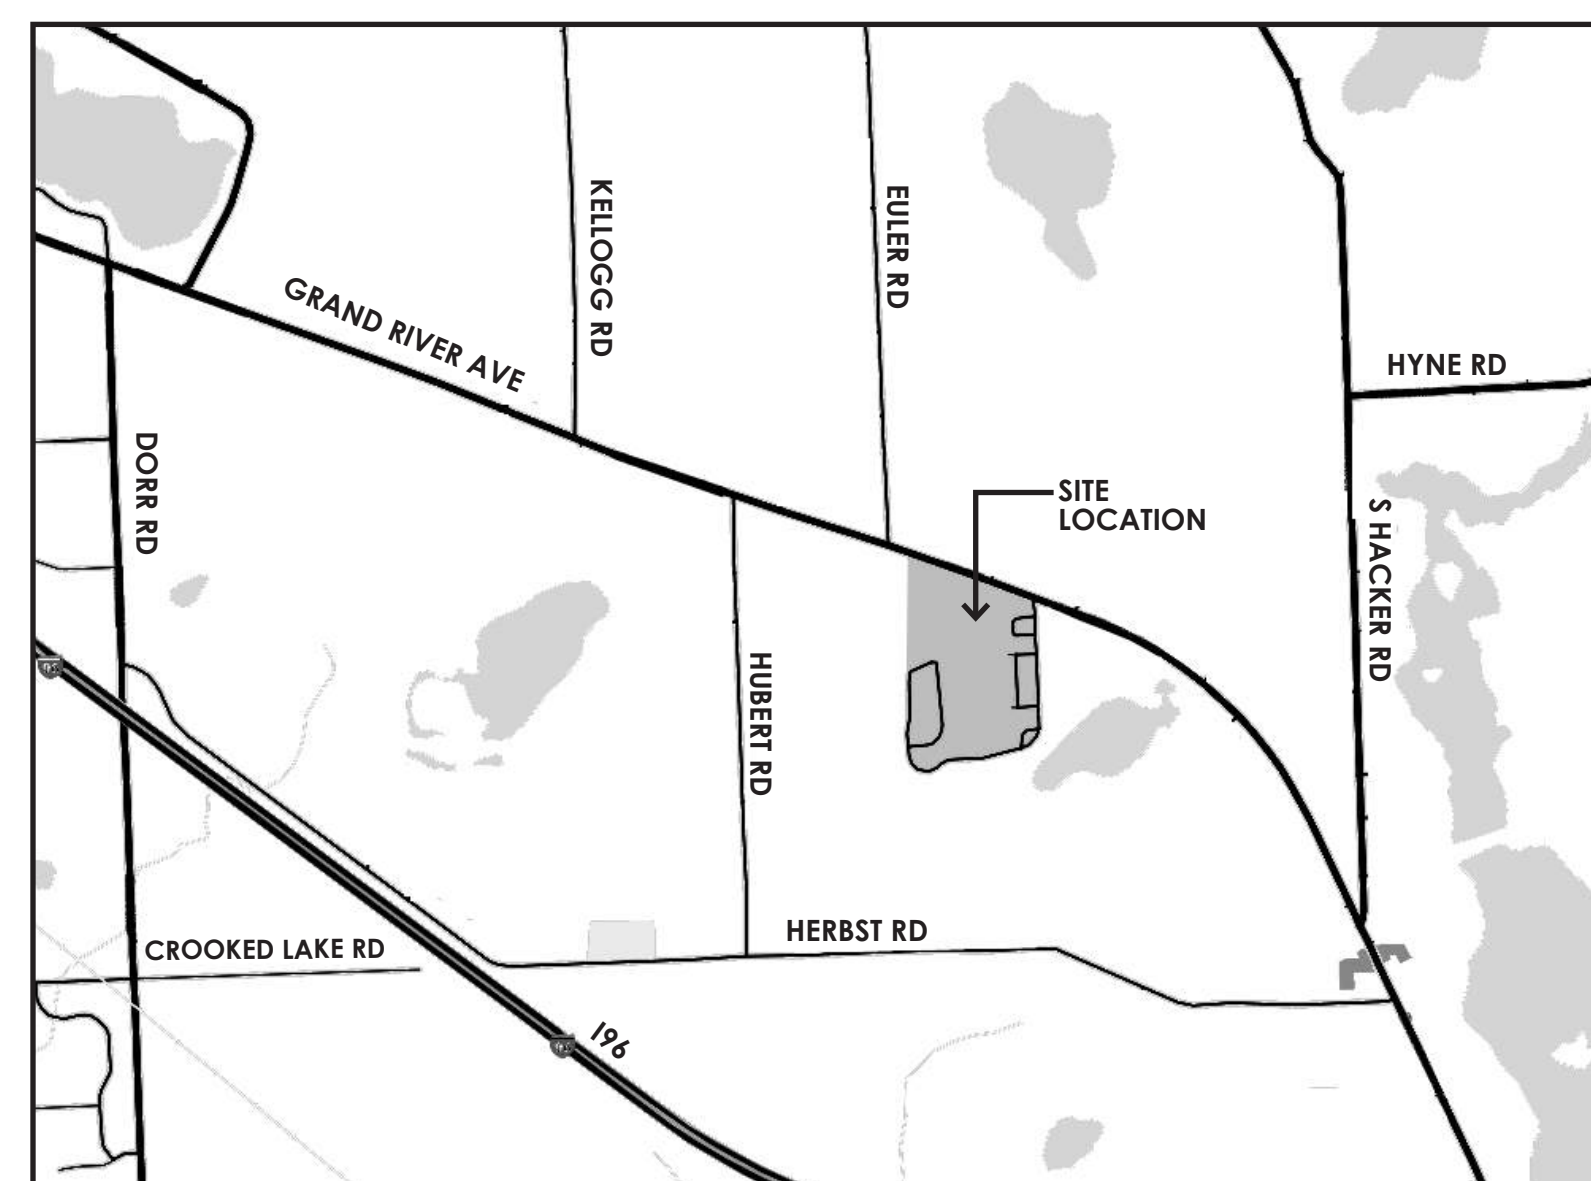 KELLOGG RD
EULER RD
GRAND RIVER AVE
HYNE RD
DORR RD
SITE
LOCATION
S HACKER RD
HUBERT RD
HERBST RD
CROOKED LAKE RD
I96